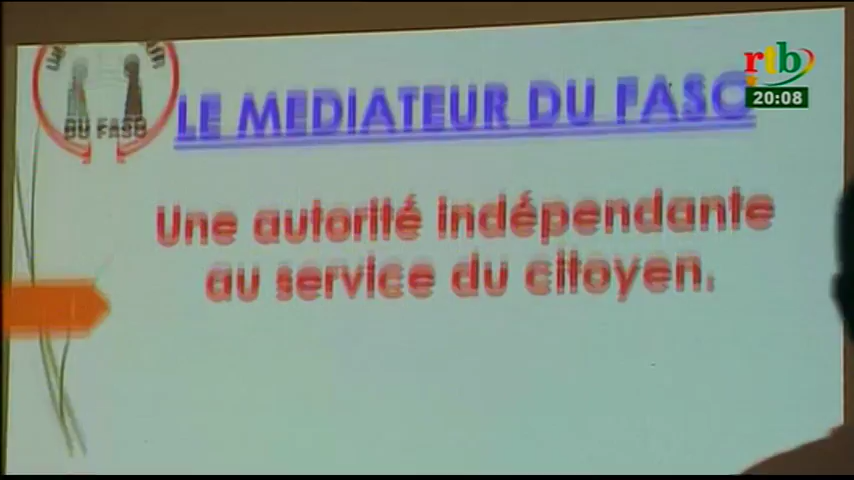 rtb
20:08
DU FASO
LE MEDIATEUR DU FASO
Une autorité indépendante
au service du citoyen.